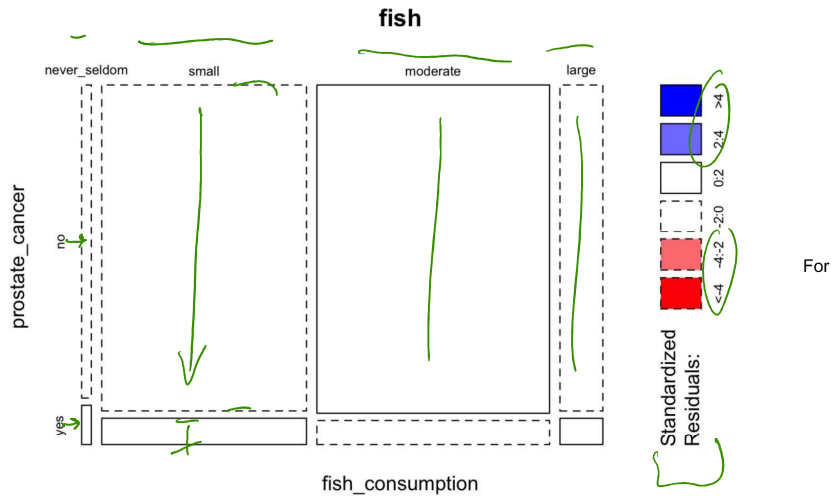 fish
never_seldom small moderate large
prostate_cancer
no
yes
fish_consumption
Standardized
Residuals:
<-4
-4:-2
-2:0
0:2
2:4
>4
For